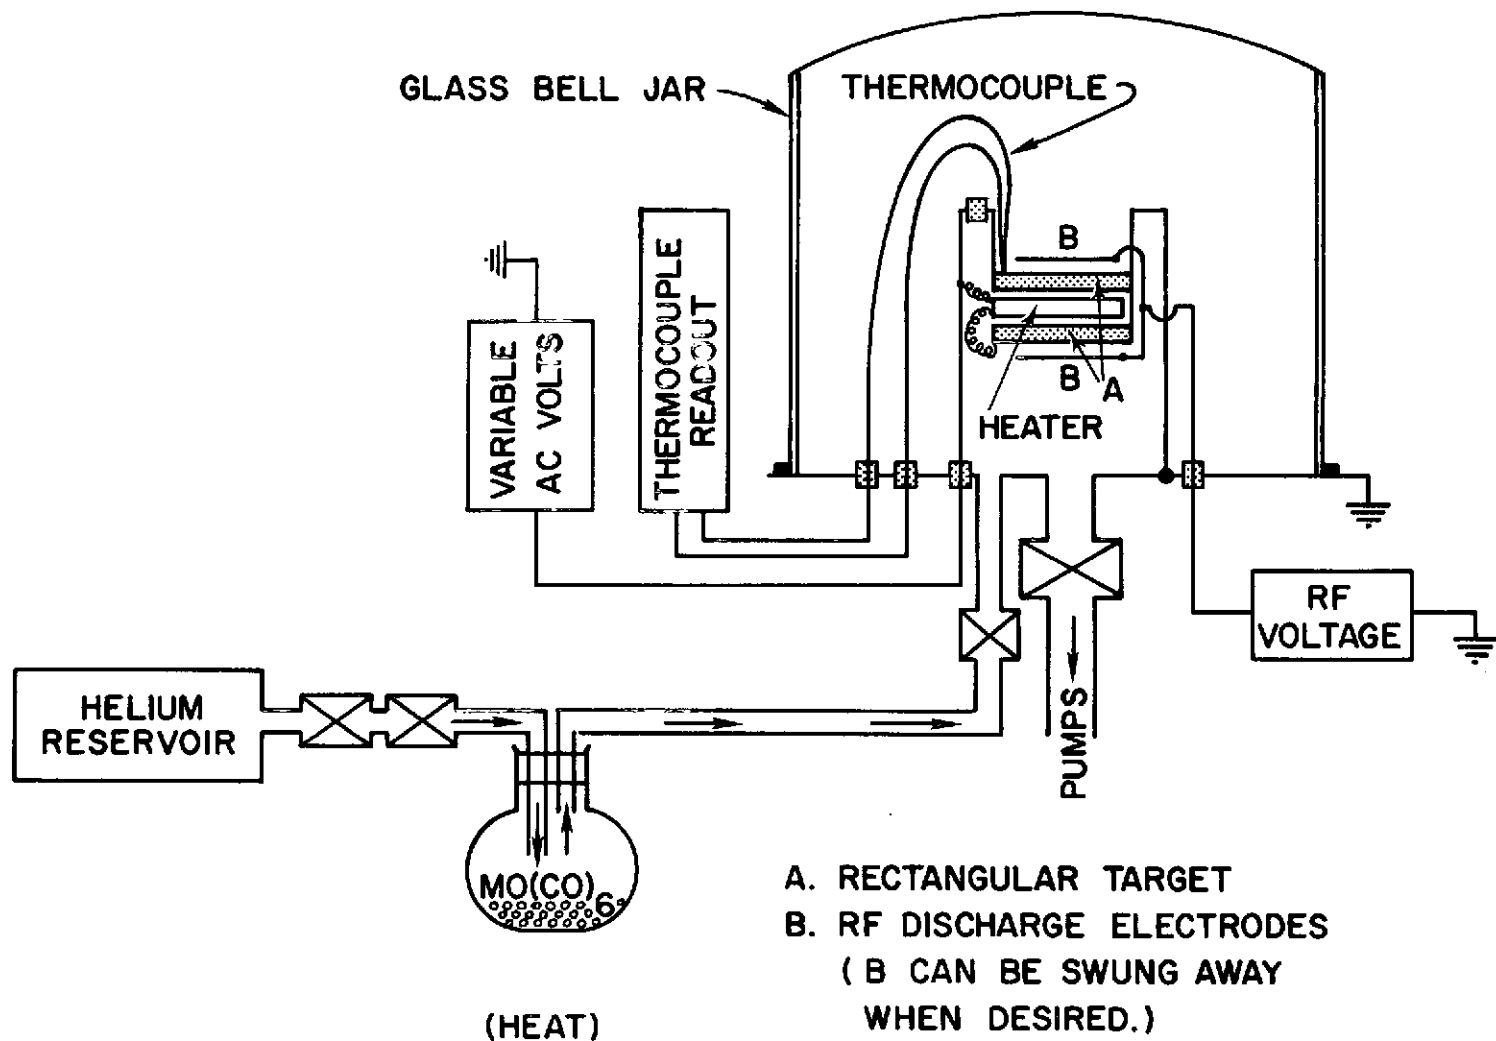 GLASS BELL JAR
THERMOCOUPLE
B
VARIABLE
AC VOLTS
THERMOCOUPLE
READOUT
B
A
HEATER
RF
VOLTAGE
HELIUM
RESERVOIR
PUMPS
MO(CO)6
A. RECTANGULAR TARGET
B. RF DISCHARGE ELECTRODES
( B CAN BE SWUNG AWAY
WHEN DESIRED.)
(HEAT)